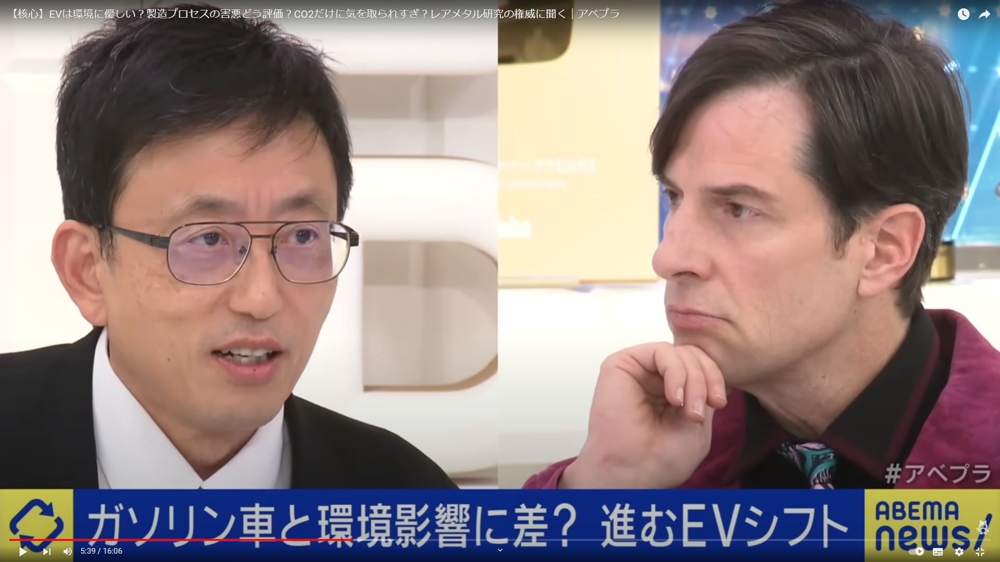 【核心】EVは環境に優しい？製造プロセスの害悪どう評価？CO2だけに気を取られすぎ？レアメタル研究の権威に聞く｜アベプラ
#アベプラ
ガソリン車と環境影響に差？ 進むEVシフト
ABEMA
news/
5:39 / 16:06